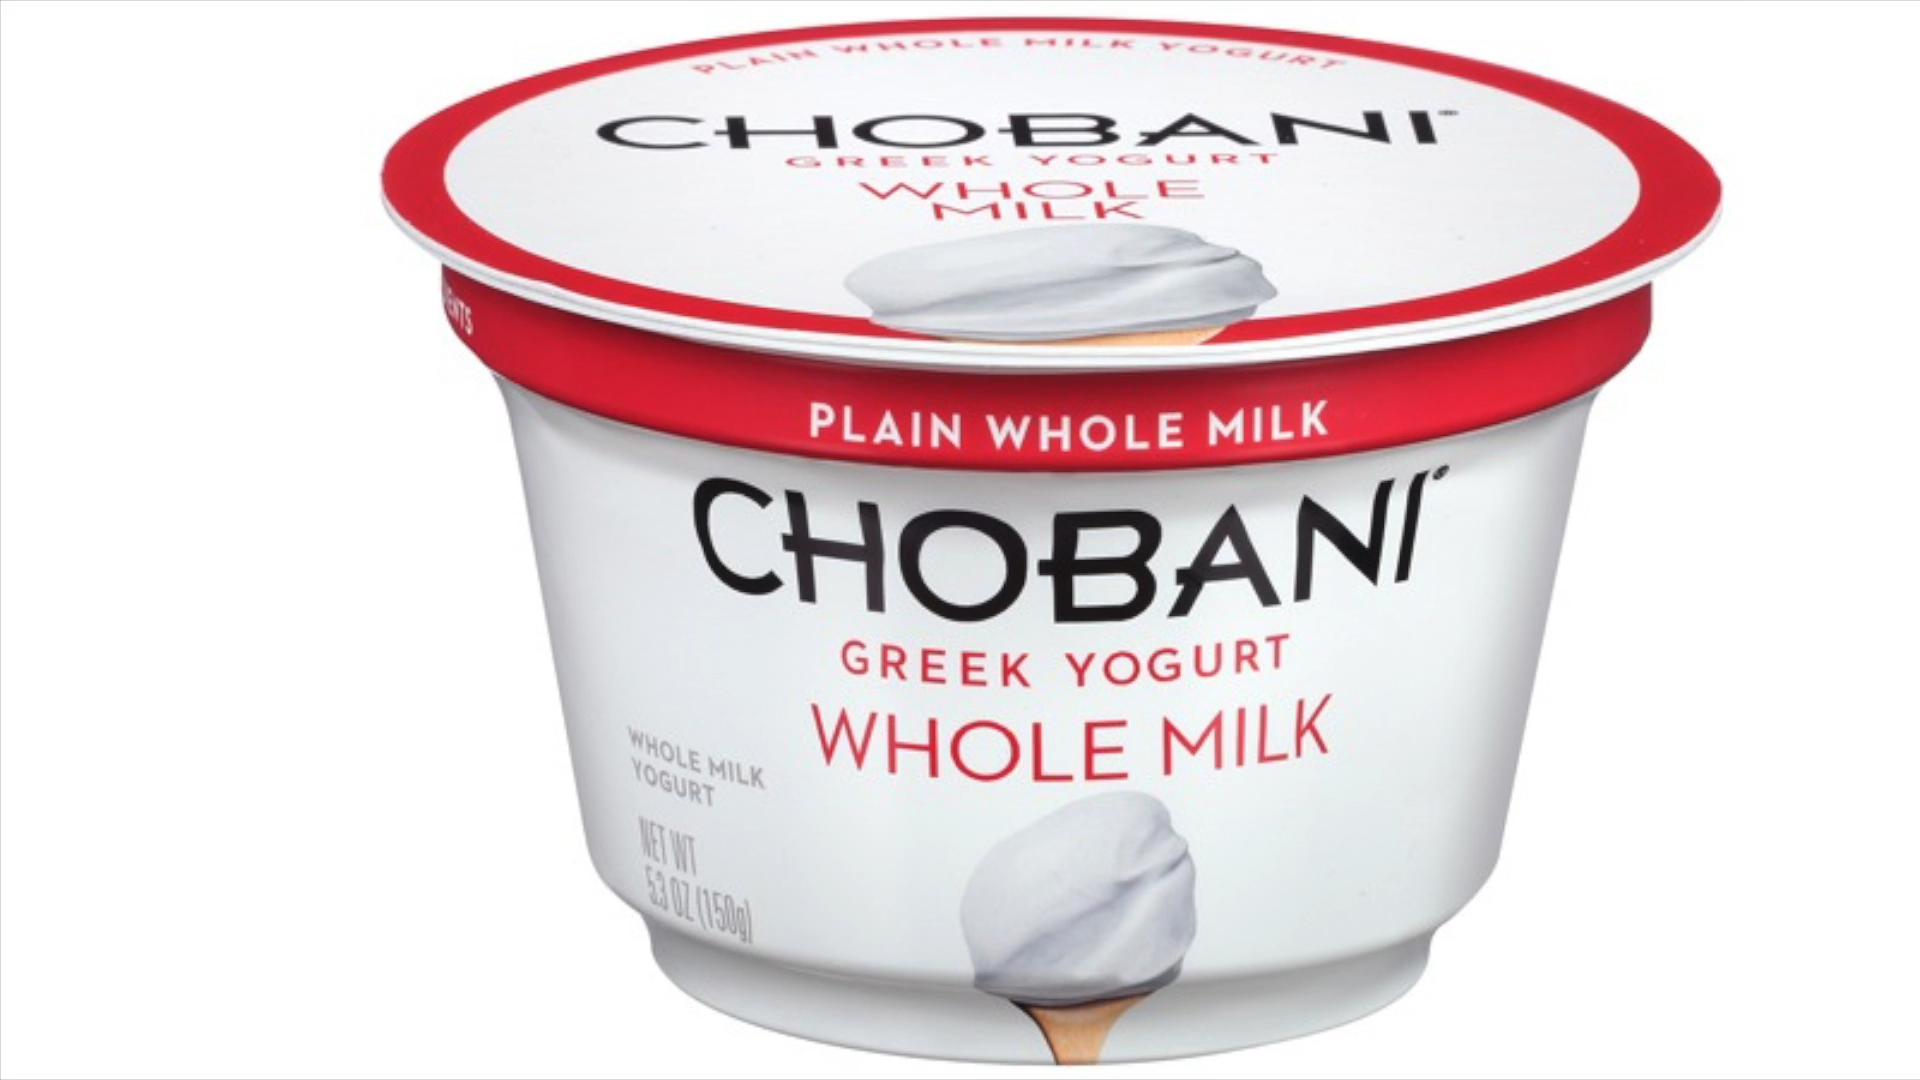 PLAIN WHOLE MILK YOGURT
CHOBANI®
GREEK YOGURT
WHOLE
MILK
PLAIN WHOLE MILK
CHOBANI®
GREEK YOGURT
WHOLE MILK
WHOLE MILK
YOGURT
NET WT
5.3 OZ (150g)